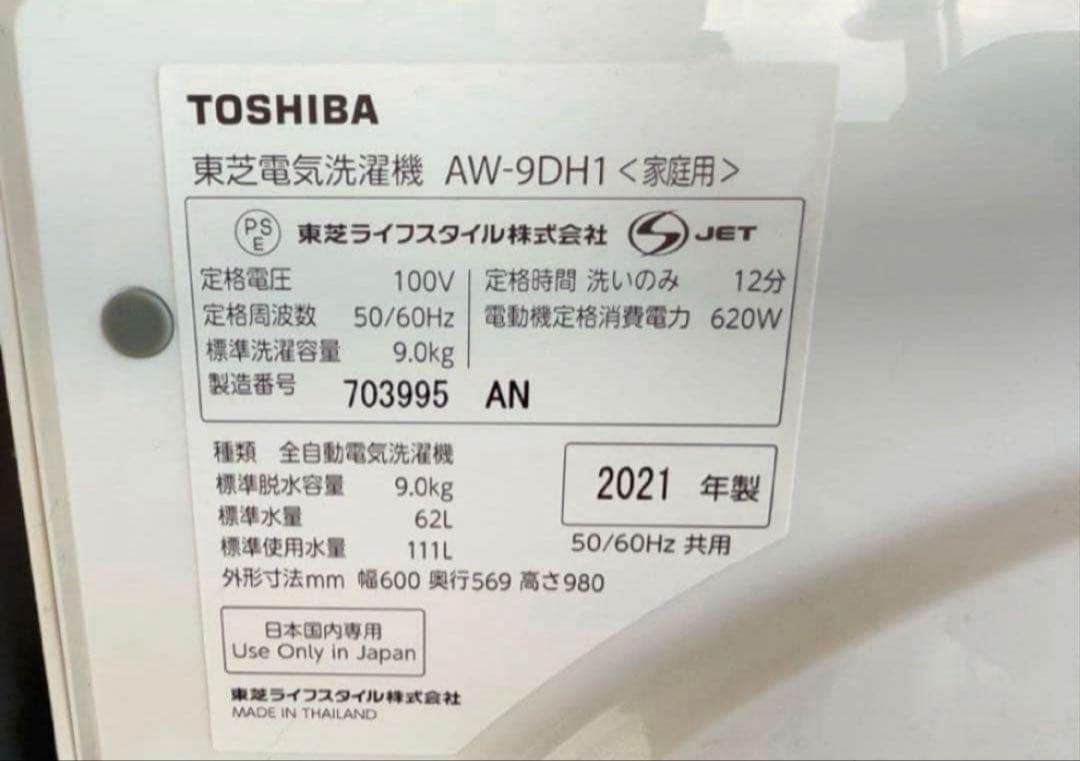 TOSHIBA
東芝電気洗濯機 AW-9DH1<家庭用>
PSE 東芝ライフスタイル株式会社 S JET
定格電圧 100V 定格時間 洗いのみ 12分
定格周波数 50/60Hz 電動機定格消費電力 620W
標準洗濯容量 9.0kg
製造番号 703995 AN
種類 全自動電気洗濯機
標準脱水容量 9.0kg
2021 年製
標準水量 62L
標準使用水量 111L
50/60Hz 共用
外形寸法mm 幅600 奥行569 高さ980
日本国内専用
Use Only in Japan
東芝ライフスタイル株式会社
MADE IN THAILAND